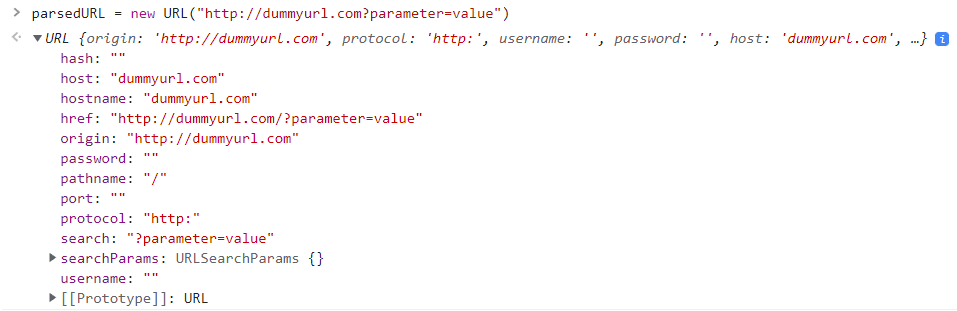 parsedURL = new URL("http://dummyurl.com?parameter=value")
URL {origin: 'http://dummyurl.com', protocol: 'http:', username: '', password: '', host: 'dummyurl.com', …} i
hash: ""
host: "dummyurl.com"
hostname: "dummyurl.com"
href: "http://dummyurl.com/?parameter=value"
origin: "http://dummyurl.com"
password: ""
pathname: "/"
port: ""
protocol: "http:"
search: "?parameter=value"
searchParams: URLSearchParams {}
username: ""
[[Prototype]]: URL